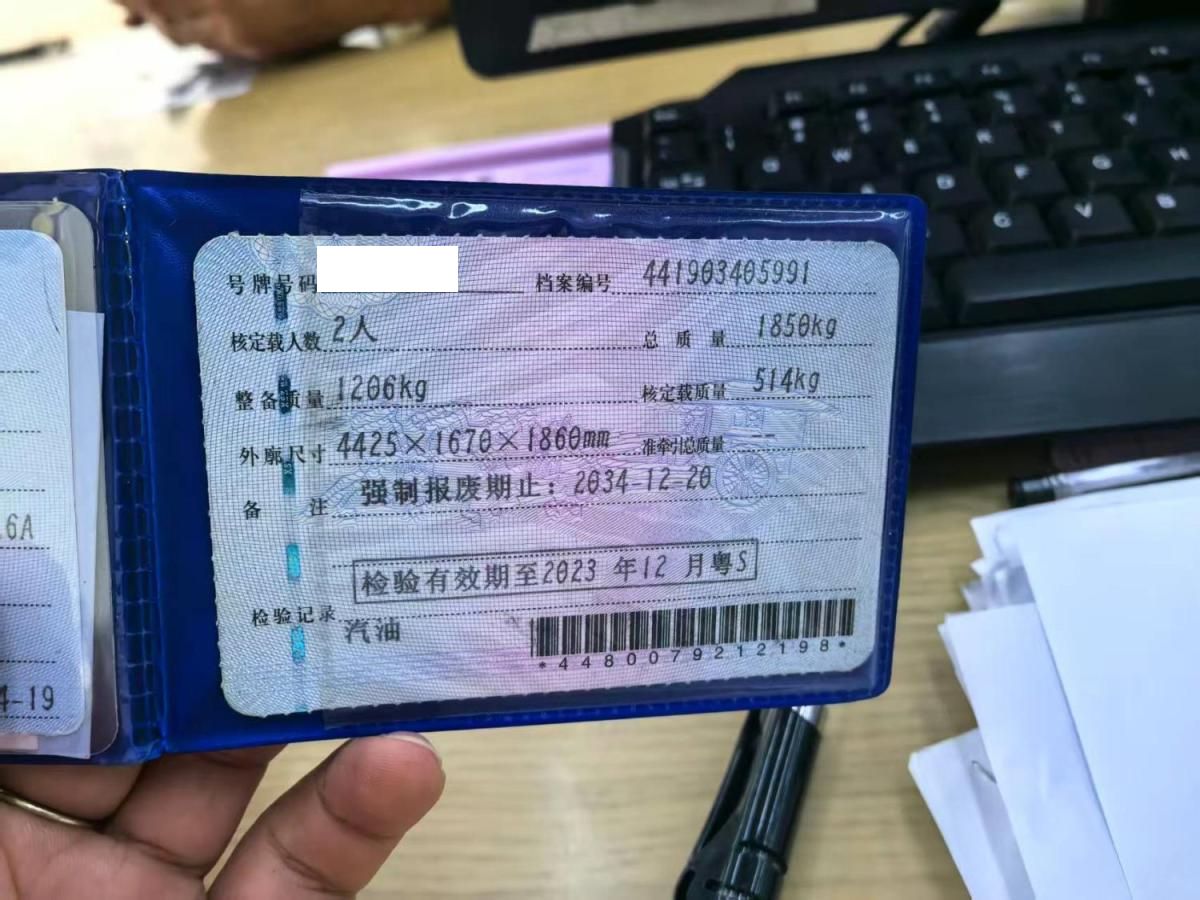 号牌号码 档案编号 441903405991
核定载人数 2人 总质量 1850kg
整备质量 1206kg 核定载质量 514kg
外廓尺寸 4425×1670×1860mm 准牵引总质量 --
备注 强制报废期止：2034-12-20
检验有效期至2023 年12 月粤S
检验记录 汽油
*4480079212198*
.6A
4-19